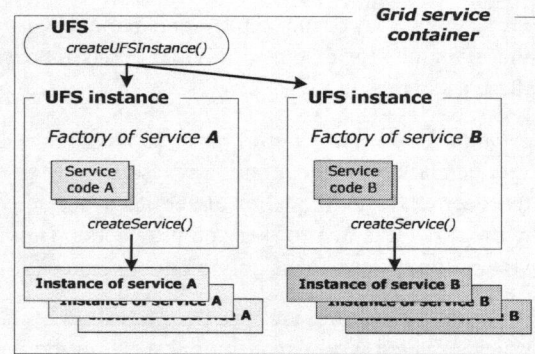 Grid service
container
UFS
createUFSInstance()
UFS instance
Factory of service A
Service
code A
createService()
Instance of service A
Instance of service A
Instance of service A
UFS instance
Factory of service B
Service
code B
createService()
Instance of service B
Instance of service B
Instance of service B